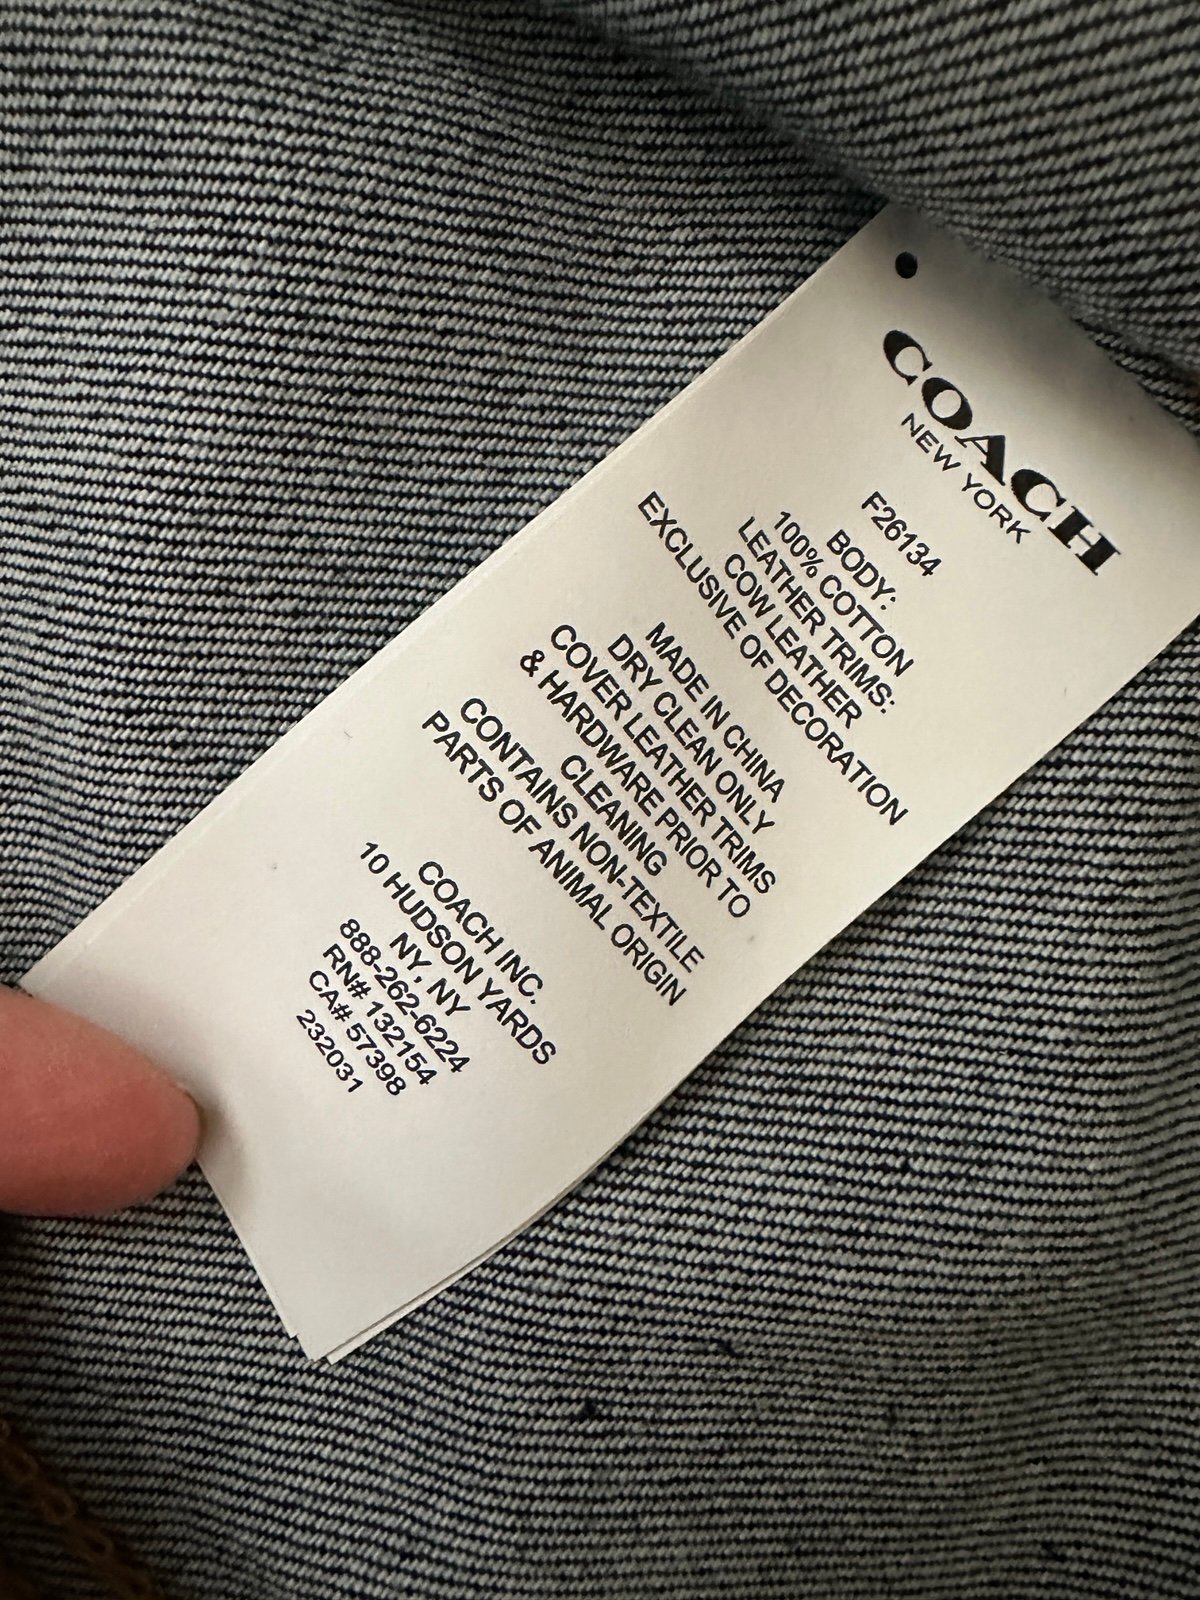 COACH
NEW YORK
F26134
BODY:
100% COTTON
LEATHER TRIMS:
COW LEATHER
EXCLUSIVE OF DECORATION
MADE IN CHINA
DRY CLEAN ONLY
COVER LEATHER TRIMS
& HARDWARE PRIOR TO
CLEANING
CONTAINS NON-TEXTILE
PARTS OF ANIMAL ORIGIN
COACH INC.
10 HUDSON YARDS
NY, NY
888-262-6224
RN# 132154
CA# 57398
232031